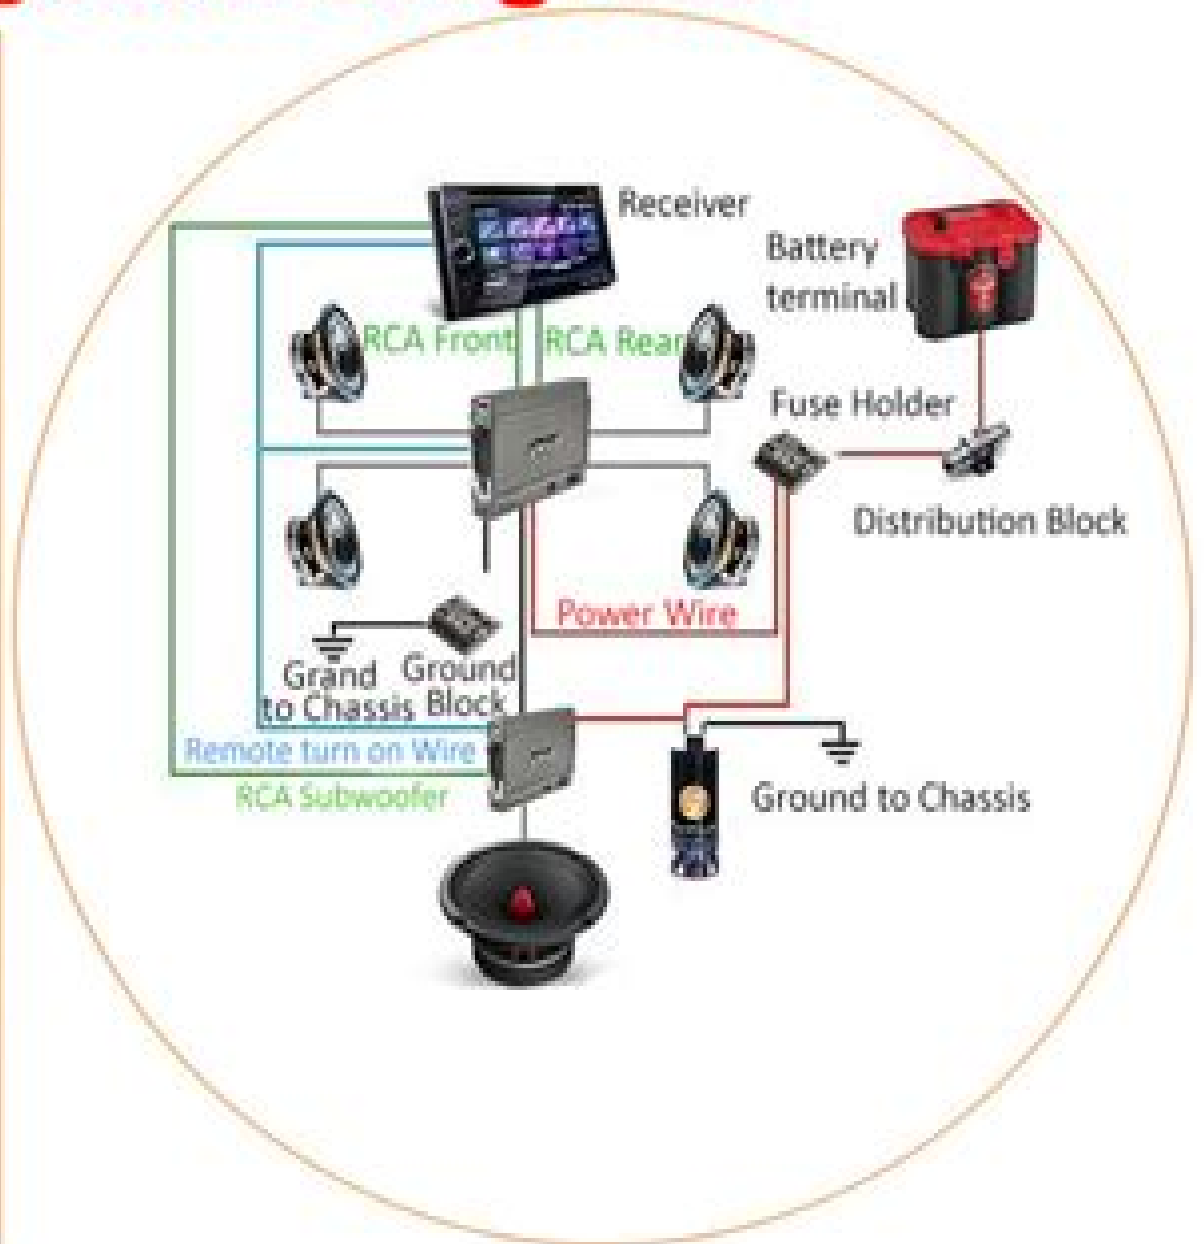 Receiver
Battery
terminal
RCA Front
RCA Rear
Fuse Holder
Distribution Block
Power Wire
Grand
to Chassis
Ground
Block
Remote turn on Wire
RCA Subwoofer
Ground to Chassis